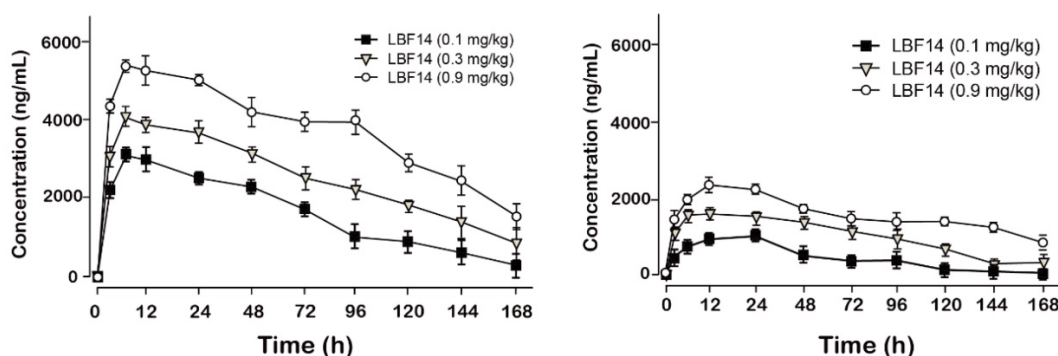 LBF14 (0.1 mg/kg)
LBF14 (0.3 mg/kg)
LBF14 (0.9 mg/kg)
Concentration (ng/mL)
6000
4000
2000
0
0 12 24 48 72 96 120 144 168
Time (h)
LBF14 (0.1 mg/kg)
LBF14 (0.3 mg/kg)
LBF14 (0.9 mg/kg)
Concentration (ng/mL)
6000
4000
2000
0
0 12 24 48 72 96 120 144 168
Time (h)